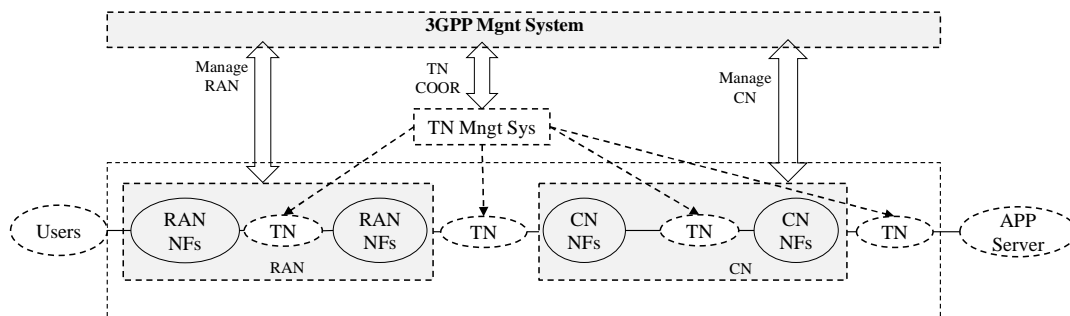 3GPP Mgnt System
Manage
RAN
TN
COOR
Manage
CN
TN Mngt Sys
Users
RAN
NFs
TN
RAN
NFs
TN
CN
NFs
TN
CN
NFs
TN
APP
Server
RAN
CN